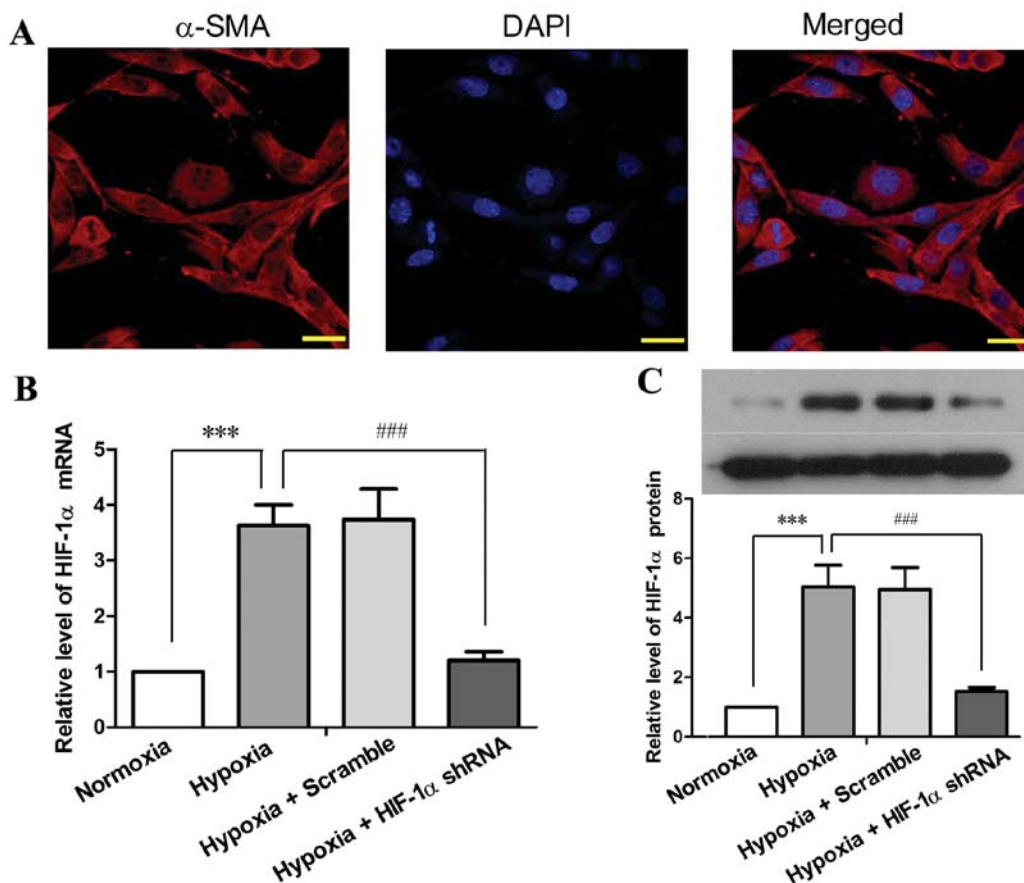 A
α-SMA
DAPI
Merged
B
Relative level of HIF-1α mRNA
5
4
3
2
1
0
***
###
Normoxia
Hypoxia
Hypoxia + Scramble
Hypoxia + HIF-1α shRNA
C
Relative level of HIF-1α protein
8
6
4
2
0
***
###
Normoxia
Hypoxia
Hypoxia + Scramble
Hypoxia + HIF-1α shRNA